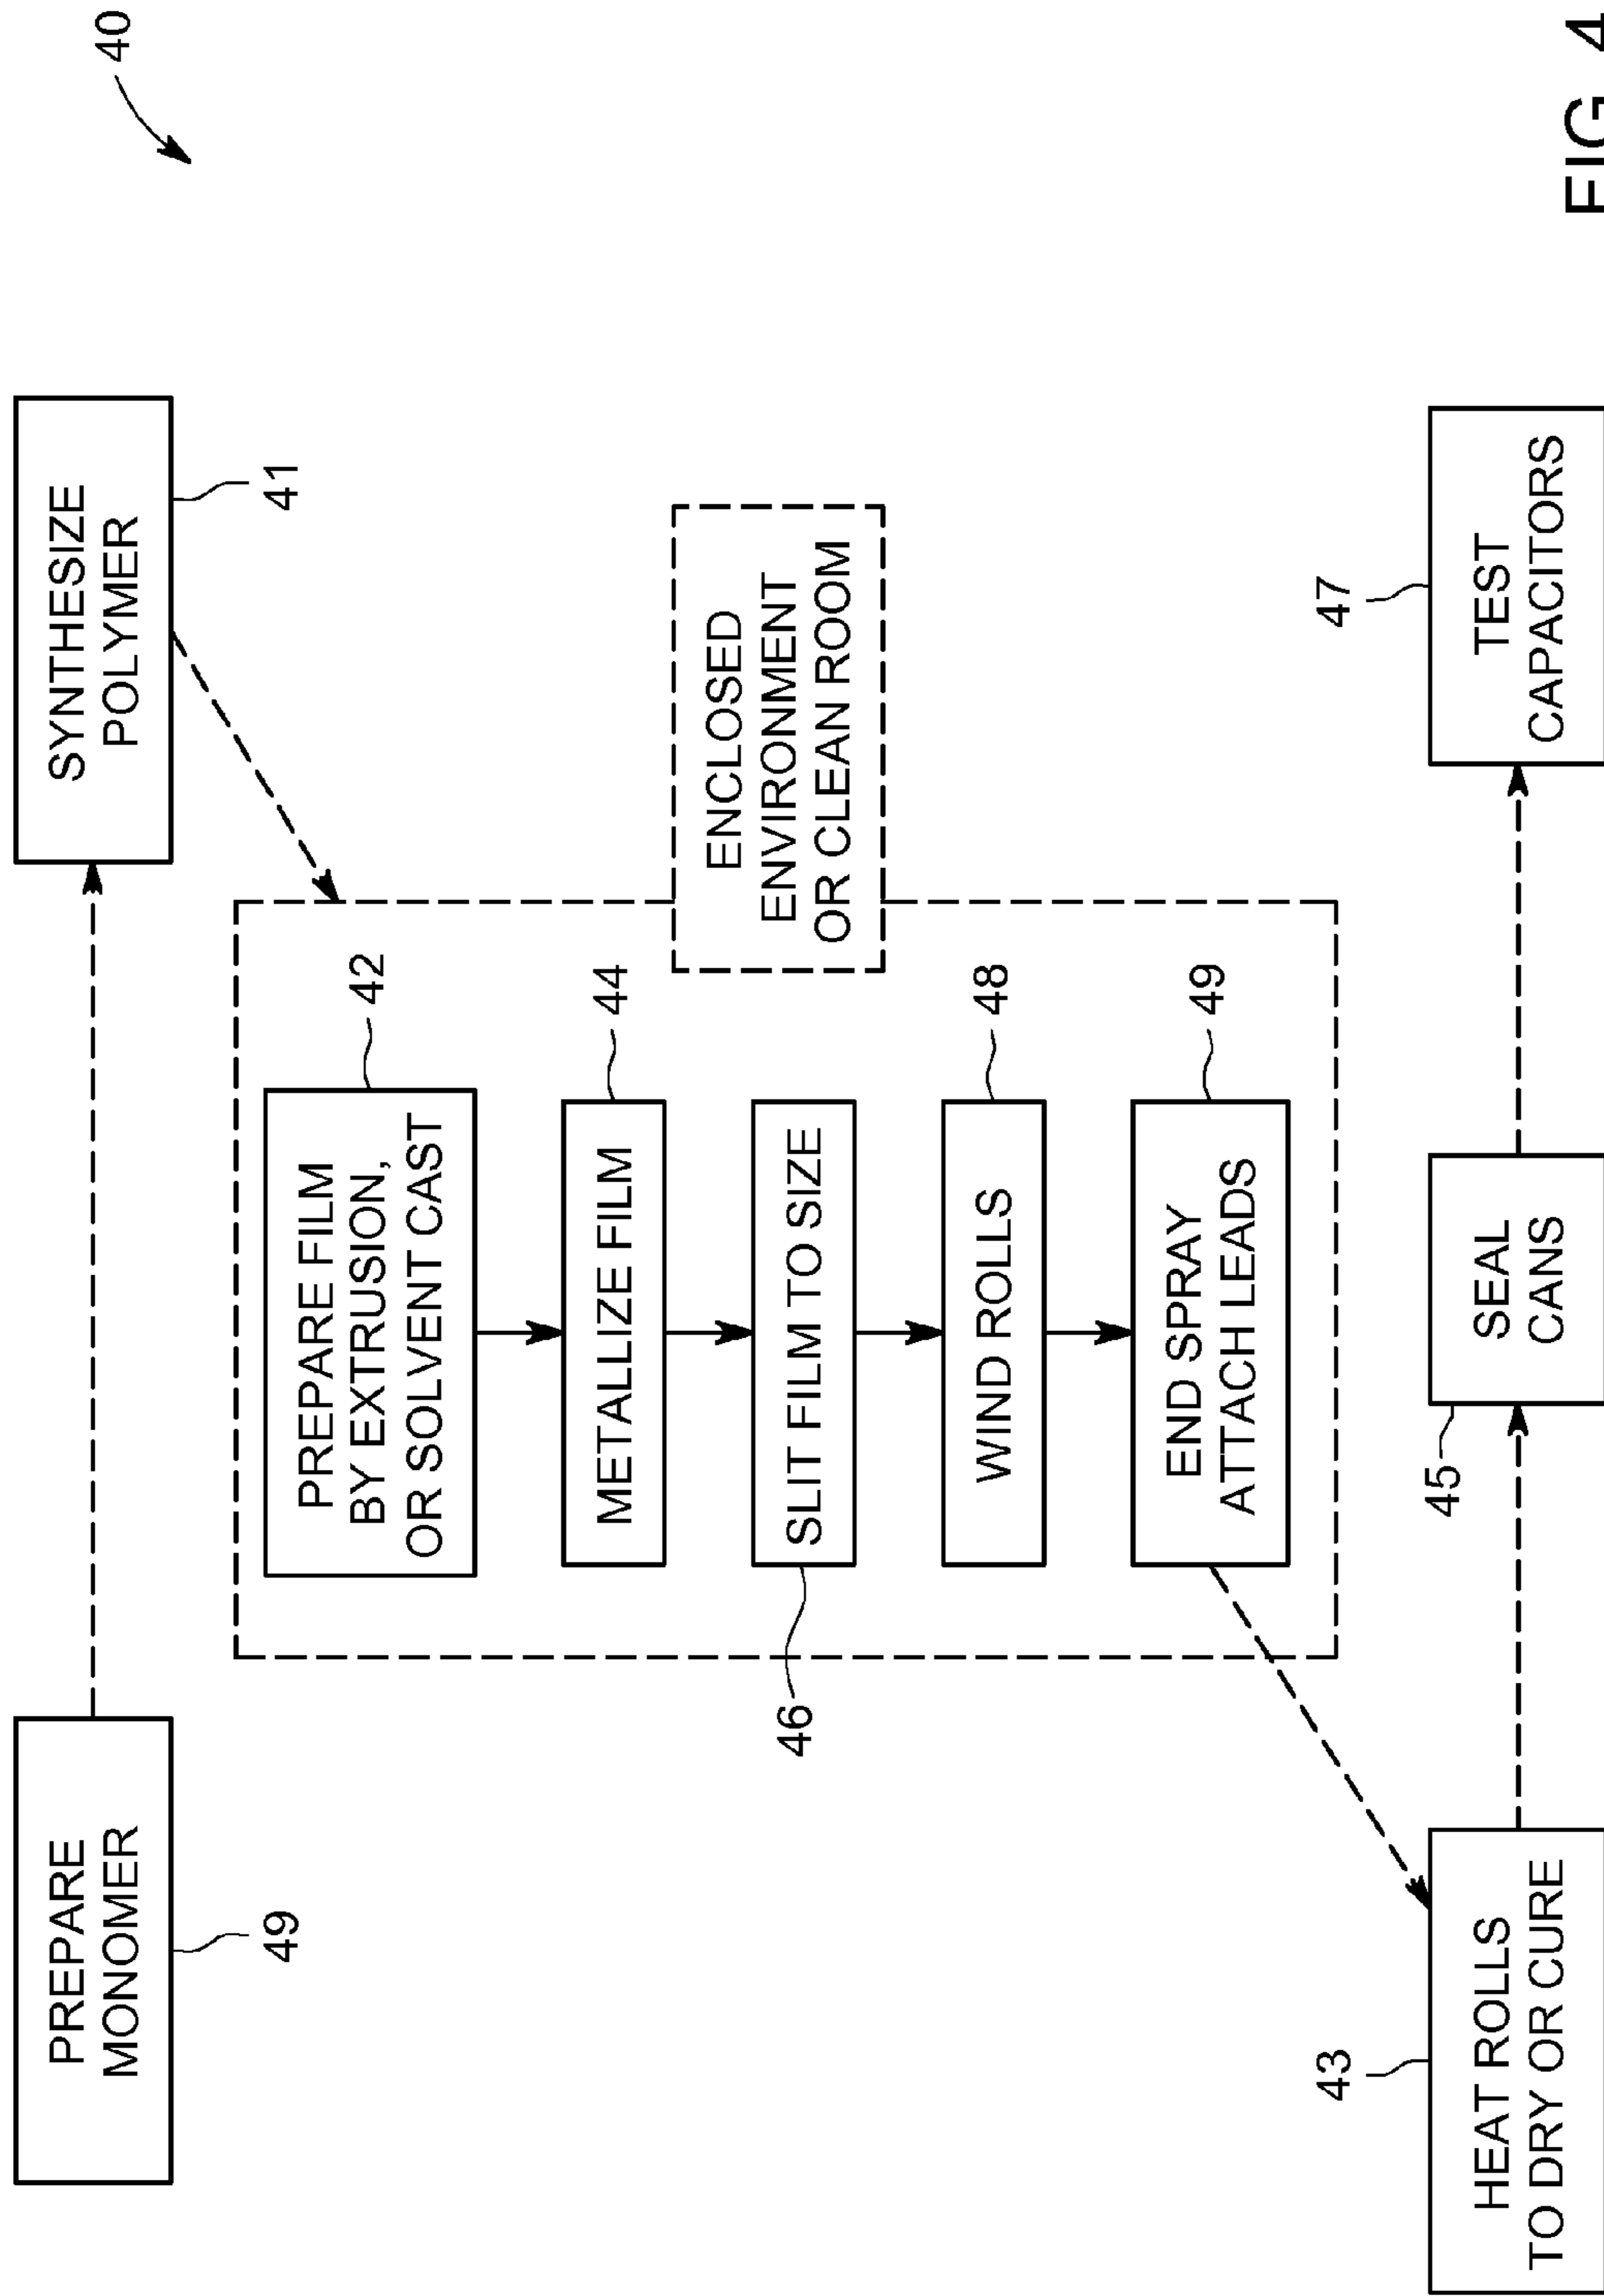 40
PREPARE
MONOMER
49
SYNTHESIZE
POLYMER
41
PREPARE FILM
BY EXTRUSION,
OR SOLVENT CAST
42
METALLIZE FILM
44
SLIT FILM TO SIZE
46
WIND ROLLS
48
END SPRAY
ATTACH LEADS
49
ENCLOSED
ENVIRONMENT
OR CLEAN ROOM
HEAT ROLLS
TO DRY OR CURE
43
SEAL
CANS
45
TEST
CAPACITORS
47
FIG. 4